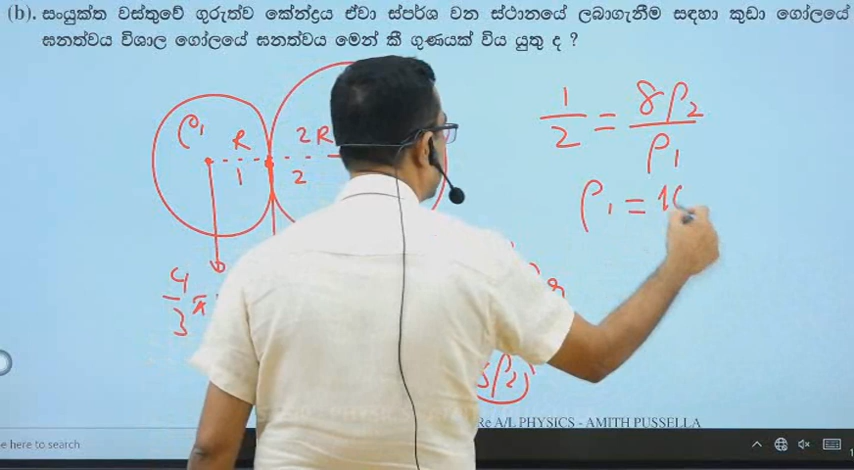 (b). සංයුක්ත වස්තුවේ ගුරුත්ව කේන්ද්‍රය ඒවා ස්පර්ශ වන ස්ථානයේ ලබාගැනීම සඳහා කුඩා ගෝලයේ
ඝනත්වය විශාල ගෝලයේ ඝනත්වය මෙන් කී ගුණයක් විය යුතු ද ?
ρ₁ R 2R
1 2
4/3 π
1/2 = 8ρ₂/ρ₁
ρ₁ =
Re A/L PHYSICS - AMITH PUSSELLA
e here to search